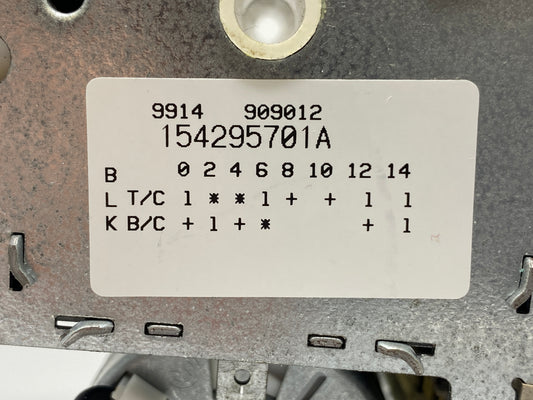 9914 909012
154295701A
B 0 2 4 6 8 10 12 14
L T/C 1 * * 1 + + 1 1
K B/C + 1 + * + 1